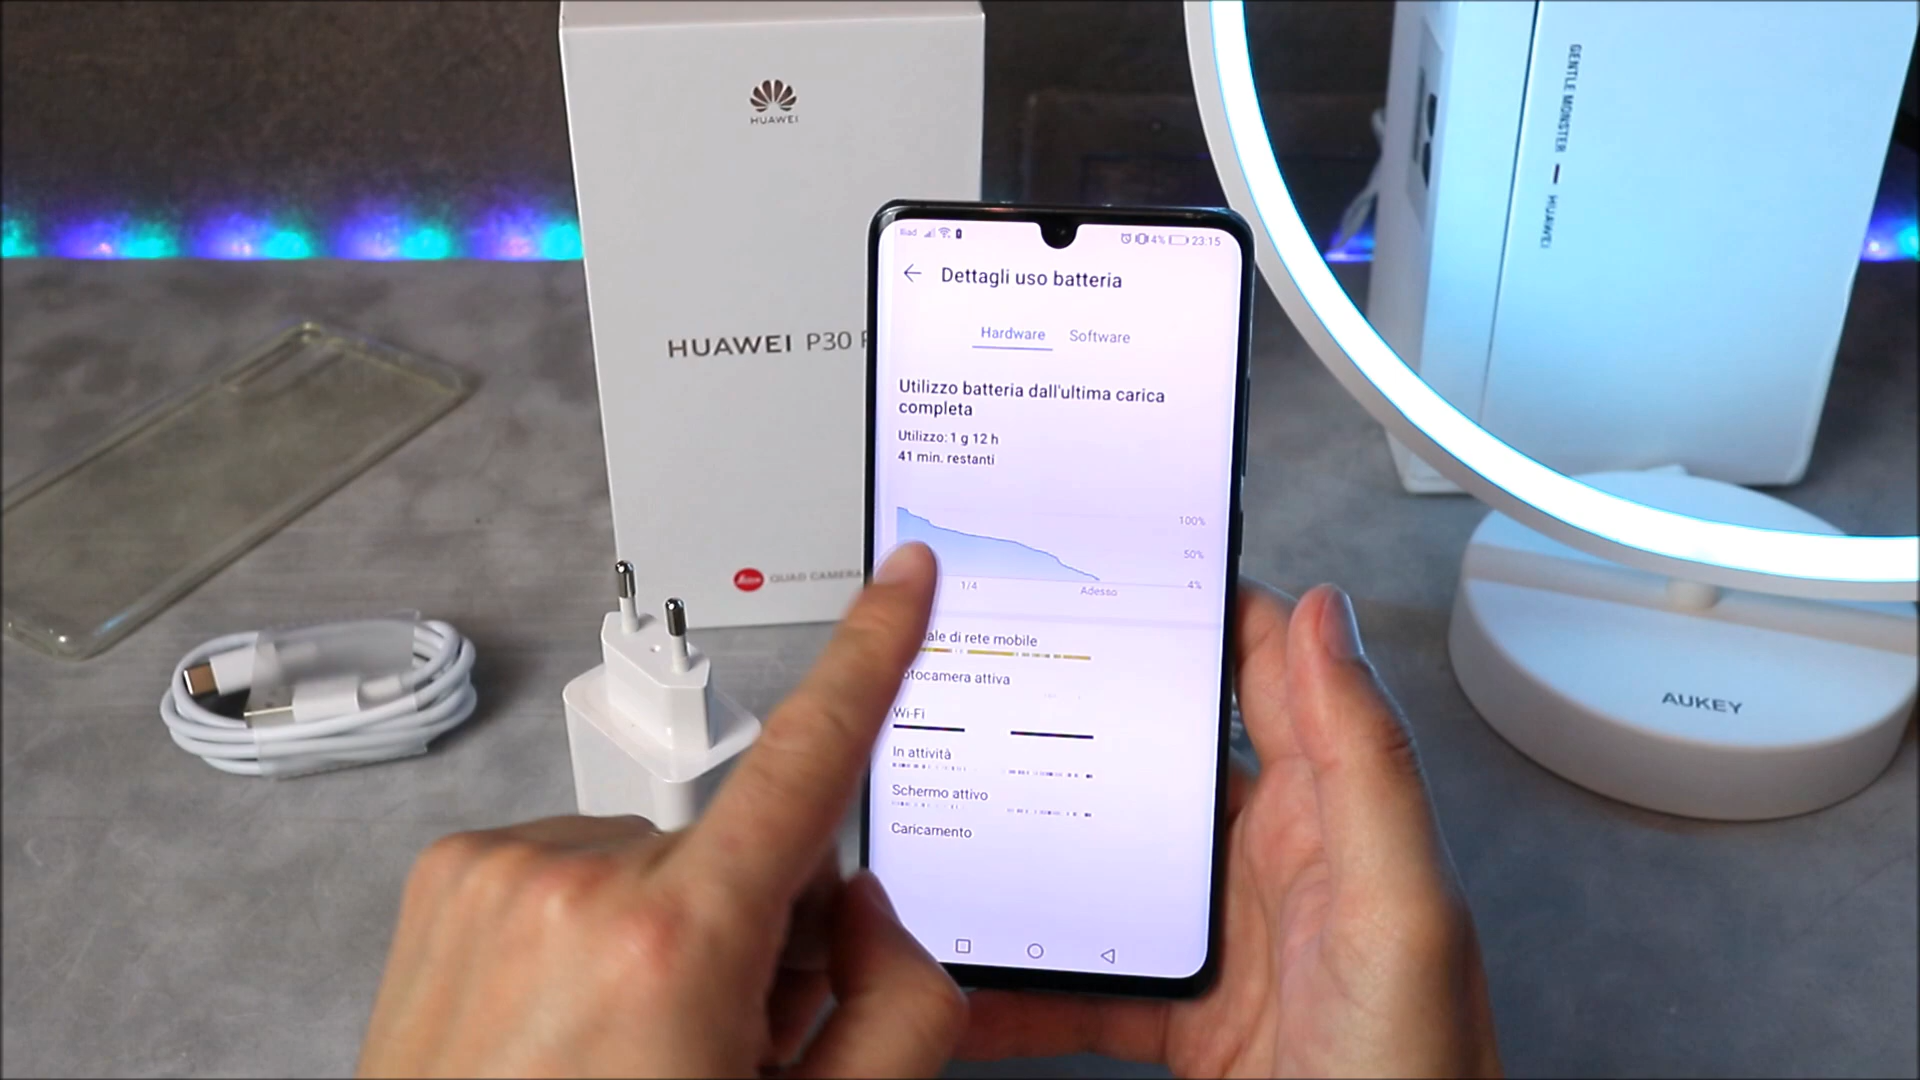 HUAWEI
HUAWEI P30
QUAD CAMERA
GENTLE MONSTER
HUAWEI
AUKEY
Iliad 4% 23:15
Dettagli uso batteria
Hardware Software
Utilizzo batteria dall'ultima carica
completa
Utilizzo: 1 g 12 h
41 min. restanti
100%
50%
4%
1/4 Adesso
ale di rete mobile
otocamera attiva
Wi-Fi
In attività
Schermo attivo
Caricamento